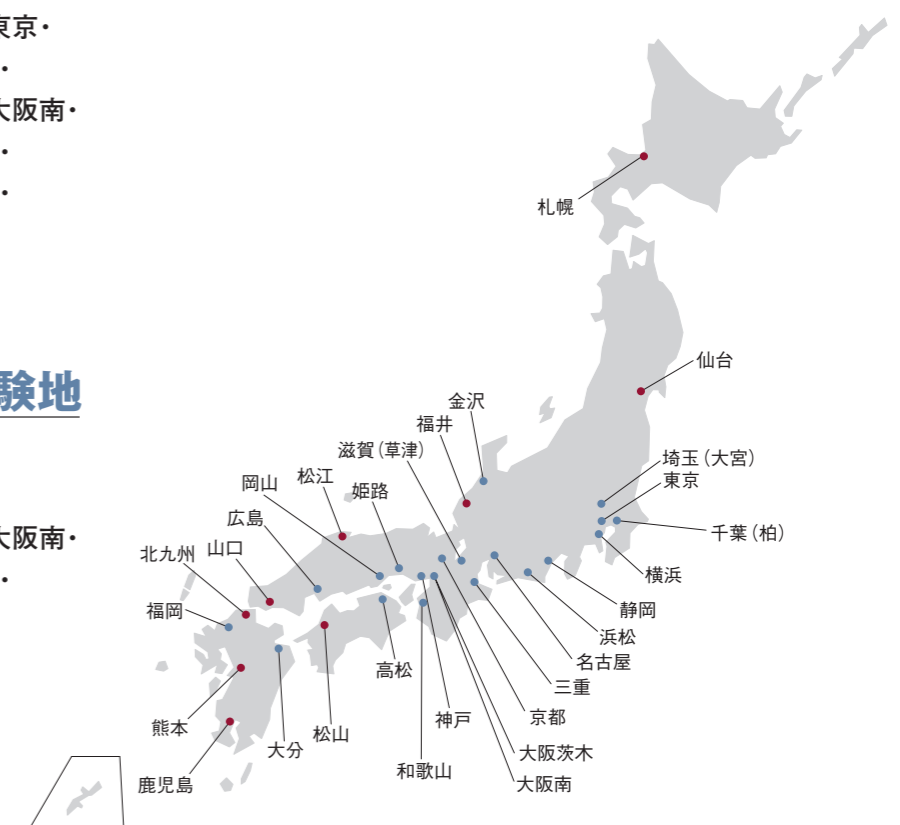 東京・
・
大阪南・
・
・
験地
大阪南・
・
札幌
仙台
金沢
福井
滋賀（草津）
埼玉（大宮）
東京
千葉（柏）
岡山
松江
姫路
広島
北九州
山口
横浜
福岡
静岡
浜松
名古屋
高松
三重
熊本
松山
神戸
京都
大分
大阪茨木
和歌山
大阪南
鹿児島